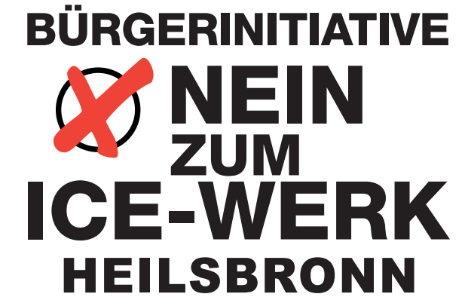 BÜRGERINITIATIVE
NEIN
ZUM
ICE-WERK
HEILSBRONN